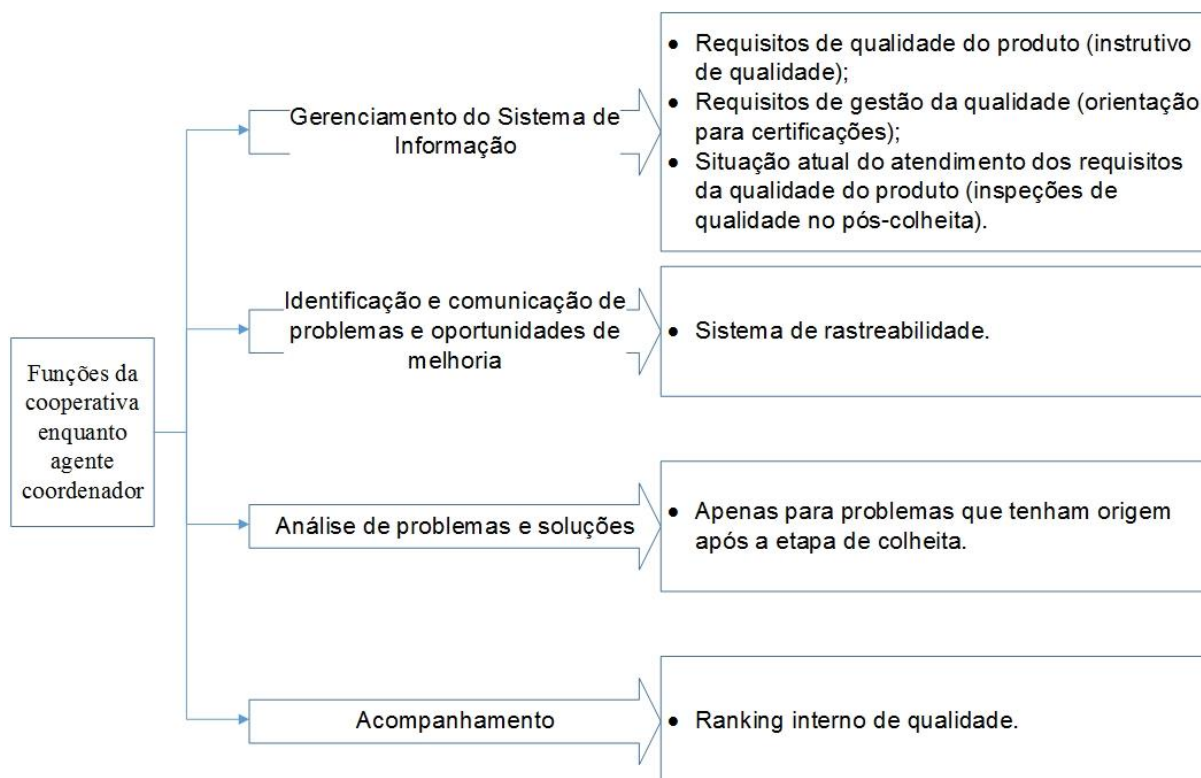 Funções da
cooperativa
enquanto
agente
coordenador
Gerenciamento do Sistema de
Informação
• Requisitos de qualidade do produto (instrutivo
de qualidade);
• Requisitos de gestão da qualidade (orientação
para certificações);
• Situação atual do atendimento dos requisitos
da qualidade do produto (inspeções de
qualidade no pós-colheita).
Identificação e comunicação de
problemas e oportunidades de
melhoria
• Sistema de rastreabilidade.
Análise de problemas e soluções
• Apenas para problemas que tenham origem
após a etapa de colheita.
Acompanhamento
• Ranking interno de qualidade.